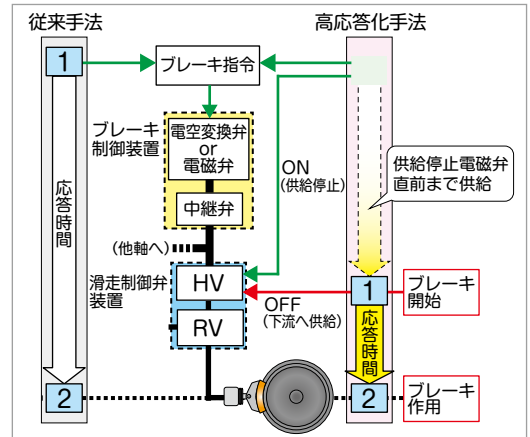 従来手法
高応答化手法
1
ブレーキ指令
ブレーキ
制御装置
電空変換弁
or
電磁弁
中継弁
ON
(供給停止)
供給停止電磁弁
直前まで供給
応答時間
(他軸へ)
滑走制御弁
装置
HV
RV
OFF
(下流へ供給)
1
ブレーキ
開始
応答時間
2
2
ブレーキ
作用